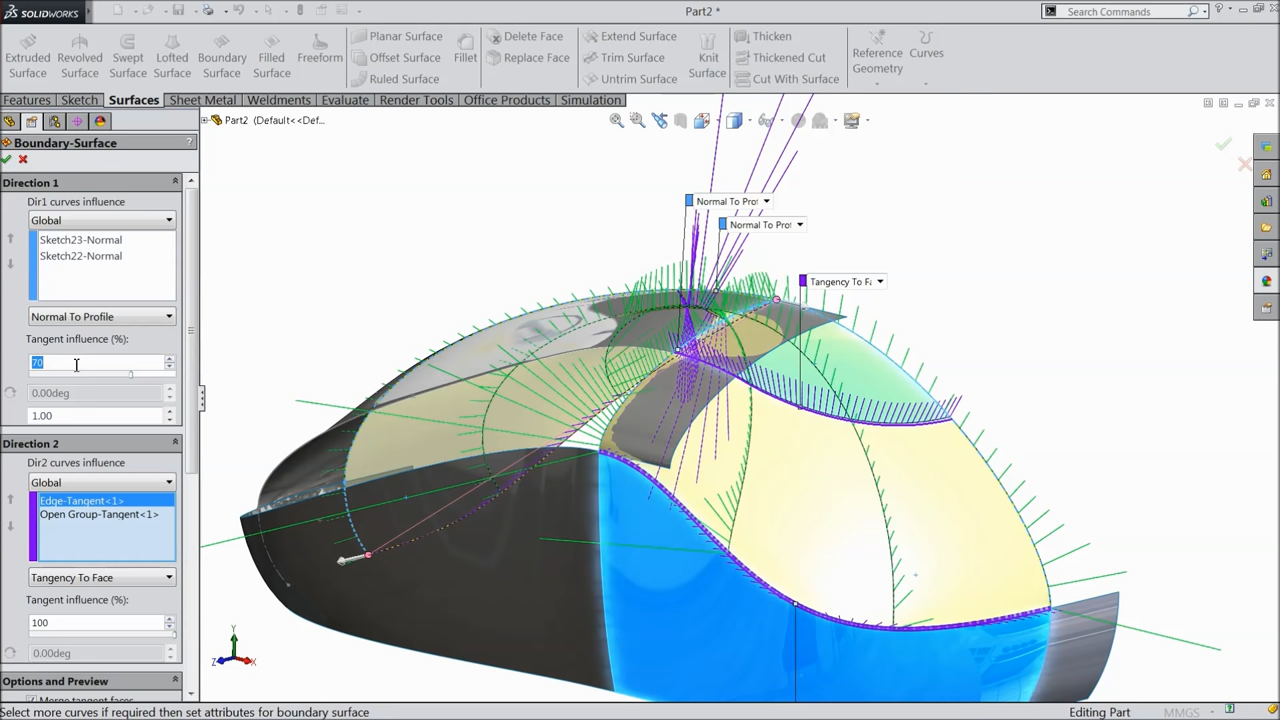 SOLIDWORKS
Part2 *
Search Commands
Extruded Surface
Revolved Surface
Swept Surface
Lofted Surface
Boundary Surface
Filled Surface
Freeform
Planar Surface
Offset Surface
Ruled Surface
Fillet
Delete Face
Replace Face
Extend Surface
Trim Surface
Untrim Surface
Knit Surface
Thicken
Thickened Cut
Cut With Surface
Reference Geometry
Curves
Features
Sketch
Surfaces
Sheet Metal
Weldments
Evaluate
Render Tools
Office Products
Simulation
Part2 (Default<<Def...
Boundary-Surface
?
Direction 1
Dir1 curves influence
Global
Sketch23-Normal
Sketch22-Normal
Normal To Profile
Tangent influence (%):
70
0.00deg
1.00
Direction 2
Dir2 curves influence
Global
Edge-Tangent<1>
Open Group-Tangent<1>
Tangency To Face
Tangent influence (%):
100
0.00deg
Options and Preview
Merge tangent faces
Normal To Prof
Normal To Prof
Tangency To Fa
Y
Z
X
Select more curves if required then set attributes for boundary surface
Editing Part
MMGS